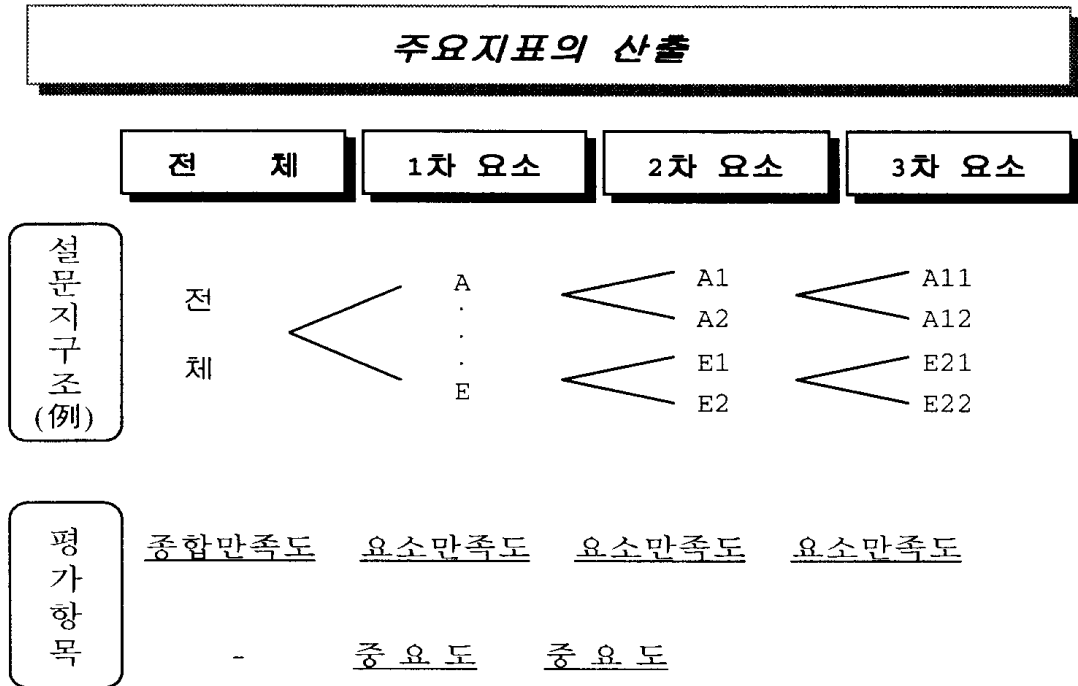 주요지표의 산출
전 체 1차 요소 2차 요소 3차 요소
설문지구조(例)
전체
A
.
.
.
E
A1
A2
E1
E2
A11
A12
E21
E22
평가항목
종합만족도 요소만족도 요소만족도 요소만족도
- 중 요 도 중 요 도